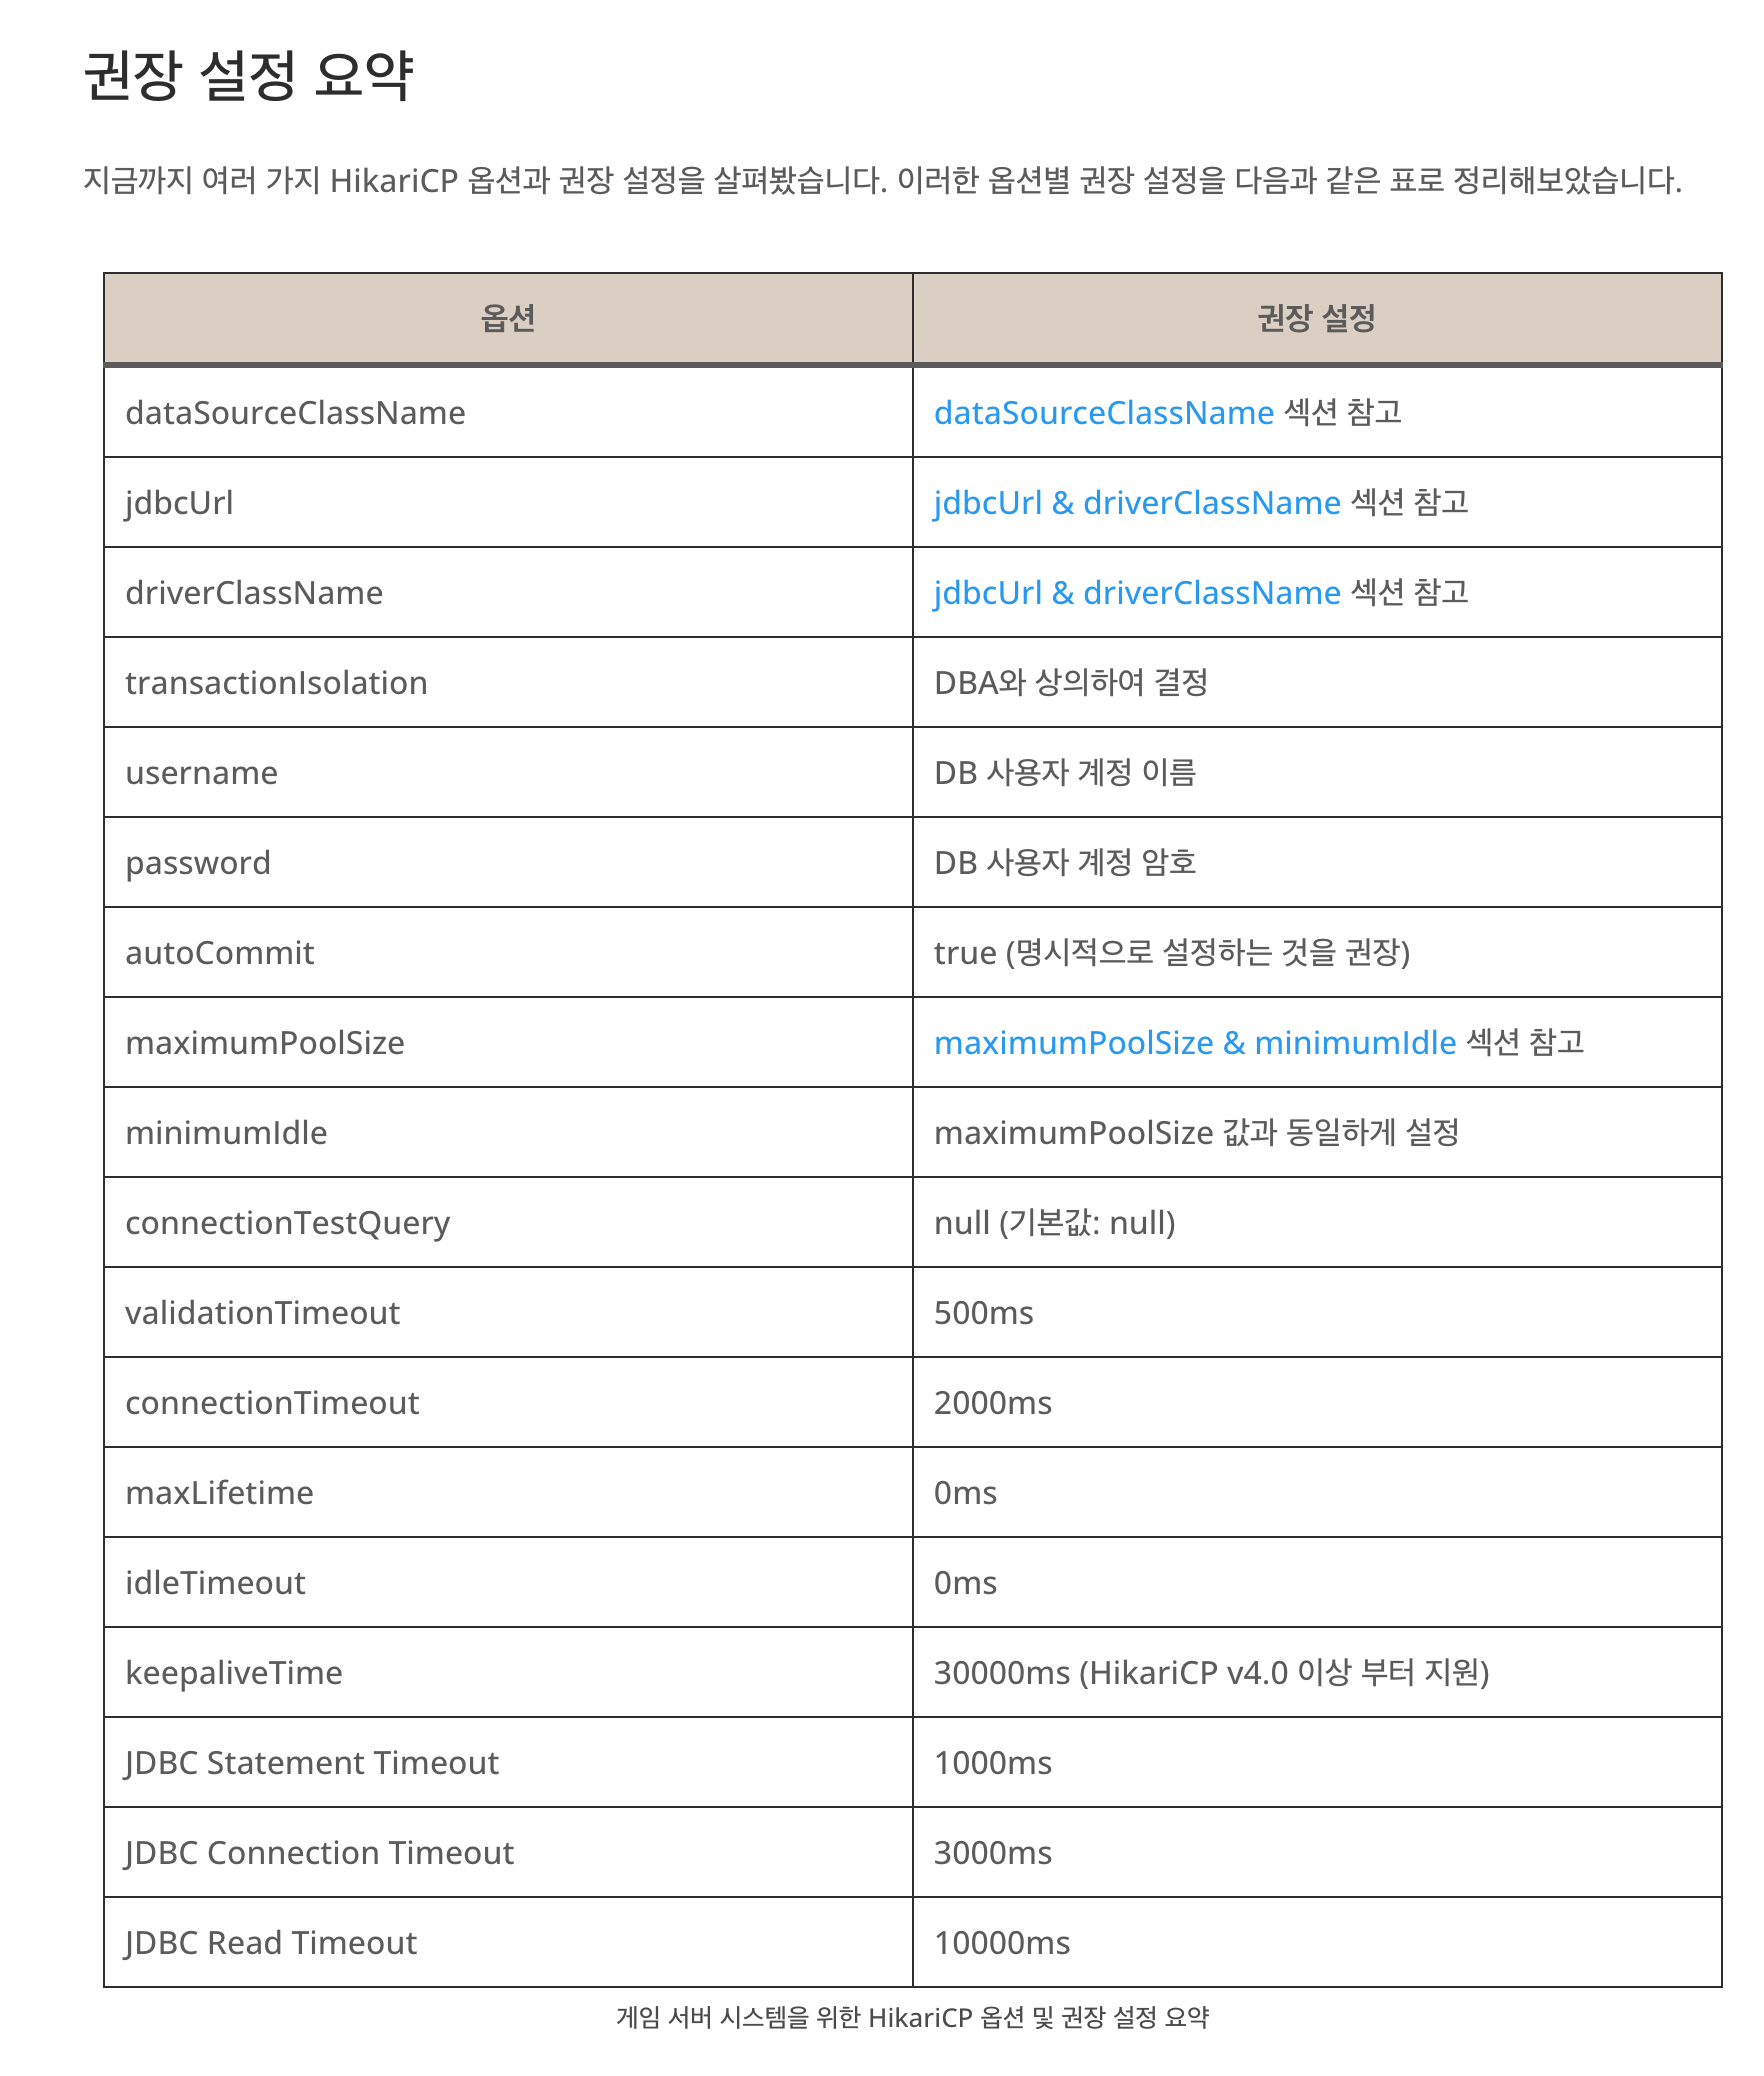 권장 설정 요약
지금까지 여러 가지 HikariCP 옵션과 권장 설정을 살펴봤습니다. 이러한 옵션별 권장 설정을 다음과 같은 표로 정리해보았습니다.
옵션 권장 설정
dataSourceClassName dataSourceClassName 섹션 참고
jdbcUrl jdbcUrl & driverClassName 섹션 참고
driverClassName jdbcUrl & driverClassName 섹션 참고
transactionIsolation DBA와 상의하여 결정
username DB 사용자 계정 이름
password DB 사용자 계정 암호
autoCommit true (명시적으로 설정하는 것을 권장)
maximumPoolSize maximumPoolSize & minimumIdle 섹션 참고
minimumIdle maximumPoolSize 값과 동일하게 설정
connectionTestQuery null (기본값: null)
validationTimeout 500ms
connectionTimeout 2000ms
maxLifetime 0ms
idleTimeout 0ms
keepaliveTime 30000ms (HikariCP v4.0 이상 부터 지원)
JDBC Statement Timeout 1000ms
JDBC Connection Timeout 3000ms
JDBC Read Timeout 10000ms
게임 서버 시스템을 위한 HikariCP 옵션 및 권장 설정 요약